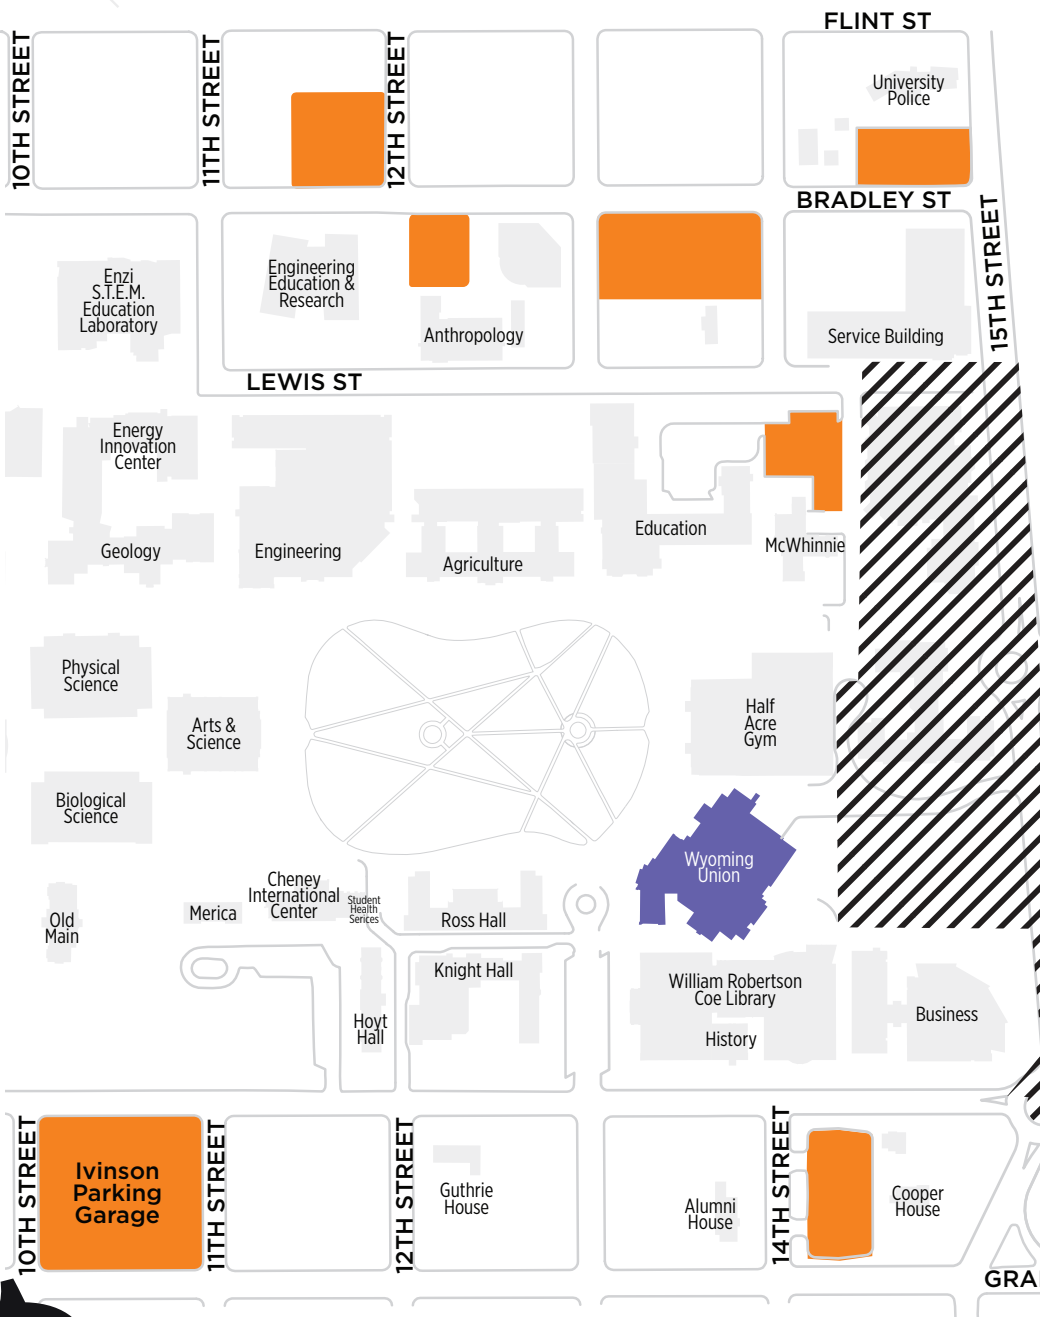 FLINT ST
10TH STREET
11TH STREET
12TH STREET
University
Police
BRADLEY ST
15TH STREET
Enzi
S.T.E.M.
Education
Laboratory
Engineering
Education &
Research
Anthropology
Service Building
LEWIS ST
Energy
Innovation
Center
Geology
Engineering
Agriculture
Education
McWhinnie
Physical
Science
Arts &
Science
Half
Acre
Gym
Biological
Science
Wyoming
Union
Old
Main
Merica
Cheney
International
Center
Student
Health
Serices
Ross Hall
Knight Hall
Hoyt
Hall
William Robertson
Coe Library
History
Business
10TH STREET
Ivinson
Parking
Garage
11TH STREET
12TH STREET
Guthrie
House
Alumni
House
14TH STREET
Cooper
House
GRA